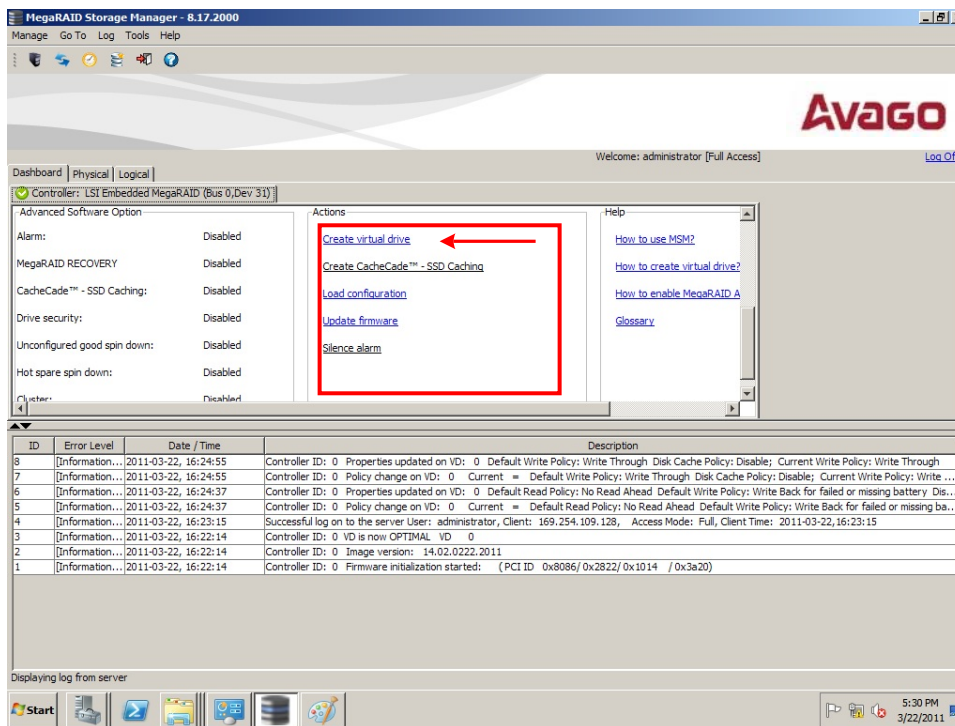 MegaRAID Storage Manager - 8.17.2000
Manage Go To Log Tools Help
AVAGO
Welcome: administrator [Full Access]
Log Of
Dashboard Physical Logical
Controller: LSI Embedded MegaRAID (Bus 0,Dev 31)
Advanced Software Option
Alarm: Disabled
MegaRAID RECOVERY Disabled
CacheCade™ - SSD Caching: Disabled
Drive security: Disabled
Unconfigured good spin down: Disabled
Hot spare spin down: Disabled
Cluster: Disabled
Actions
Create virtual drive
Create CacheCade™ - SSD Caching
Load configuration
Update firmware
Silence alarm
Help
How to use MSM?
How to create virtual drive?
How to enable MegaRAID A
Glossary
ID Error Level Date / Time Description
8 [Information... 2011-03-22, 16:24:55 Controller ID: 0 Properties updated on VD: 0 Default Write Policy: Write Through Disk Cache Policy: Disable; Current Write Policy: Write Through
7 [Information... 2011-03-22, 16:24:55 Controller ID: 0 Policy change on VD: 0 Current = Default Write Policy: Write Through Disk Cache Policy: Disable; Current Write Policy: Write ...
6 [Information... 2011-03-22, 16:24:37 Controller ID: 0 Properties updated on VD: 0 Default Read Policy: No Read Ahead Default Write Policy: Write Back for failed or missing battery Dis...
5 [Information... 2011-03-22, 16:24:37 Controller ID: 0 Policy change on VD: 0 Current = Default Read Policy: No Read Ahead Default Write Policy: Write Back for failed or missing ba...
4 [Information... 2011-03-22, 16:23:15 Successful log on to the server User: administrator, Client: 169.254.109.128, Access Mode: Full, Client Time: 2011-03-22,16:23:15
3 [Information... 2011-03-22, 16:22:14 Controller ID: 0 VD is now OPTIMAL VD 0
2 [Information... 2011-03-22, 16:22:14 Controller ID: 0 Image version: 14.02.0222.2011
1 [Information... 2011-03-22, 16:22:14 Controller ID: 0 Firmware initialization started: (PCI ID 0x8086/ 0x2822/ 0x1014 / 0x3a20)
Displaying log from server
Start
5:30 PM
3/22/2011